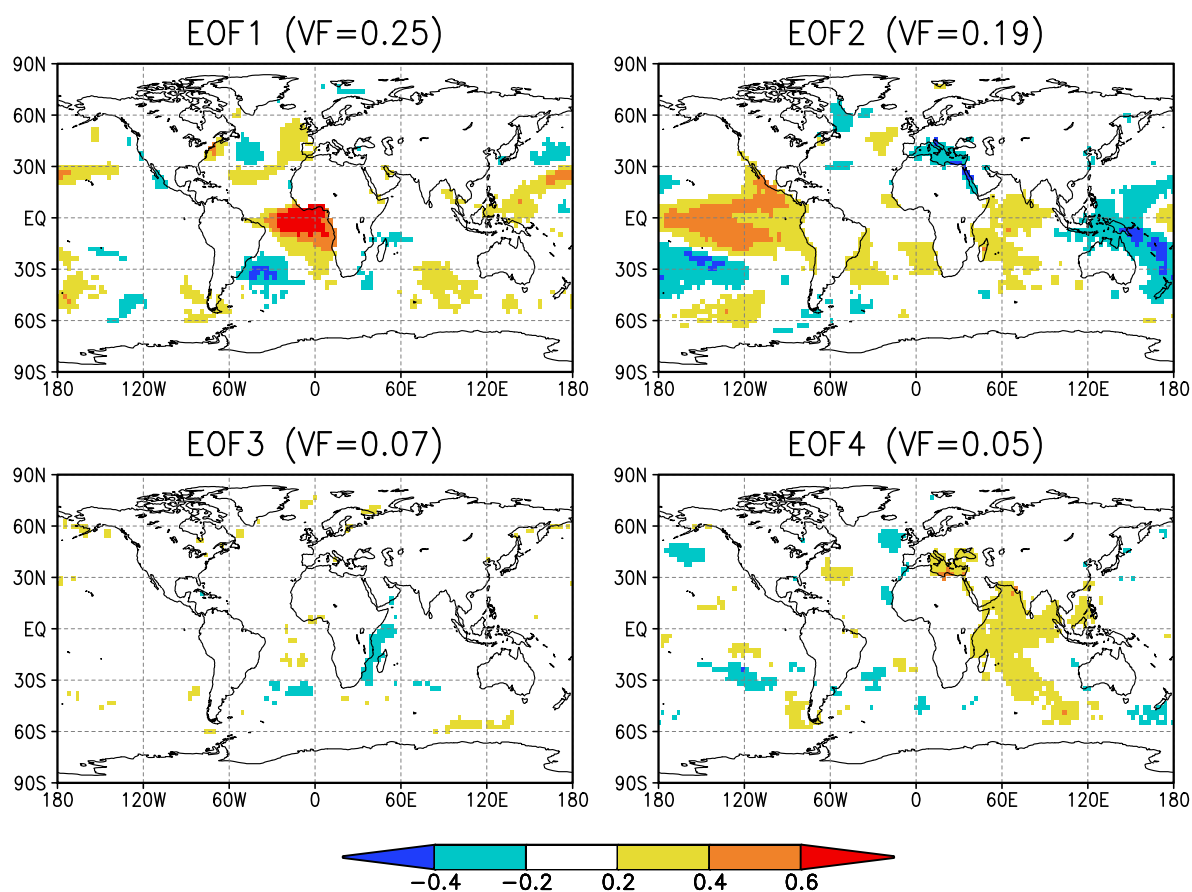 EOF1 (VF=0.25)
EOF2 (VF=0.19)
90N
60N
30N
EQ
30S
60S
90S
180 120W 60W 0 60E 120E 180
90N
60N
30N
EQ
30S
60S
90S
180 120W 60W 0 60E 120E 180
EOF3 (VF=0.07)
EOF4 (VF=0.05)
90N
60N
30N
EQ
30S
60S
90S
180 120W 60W 0 60E 120E 180
90N
60N
30N
EQ
30S
60S
90S
180 120W 60W 0 60E 120E 180
-0.4 -0.2 0.2 0.4 0.6